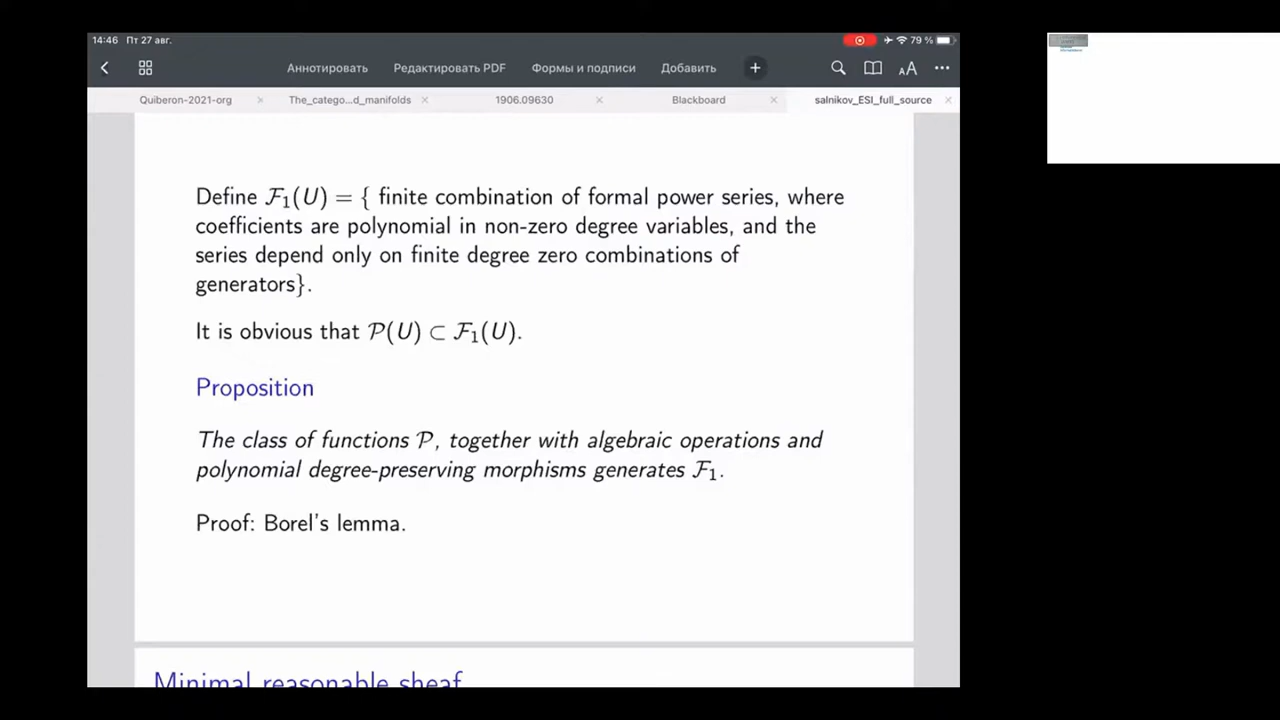 14:46 Пт 27 авг. 79 %
Аннотировать Редактировать PDF Формы и подписи Добавить + AA
Quiberon-2021-org × The_catego...d_manifolds × 1906.09630 × Blackboard × salnikov_ESI_full_source ×
Define ℱ₁(U) = { finite combination of formal power series, where
coefficients are polynomial in non-zero degree variables, and the
series depend only on finite degree zero combinations of
generators}.
It is obvious that 𝒫(U) ⊂ ℱ₁(U).
Proposition
The class of functions 𝒫, together with algebraic operations and
polynomial degree-preserving morphisms generates ℱ₁.
Proof: Borel's lemma.
Minimal reasonable sheaf